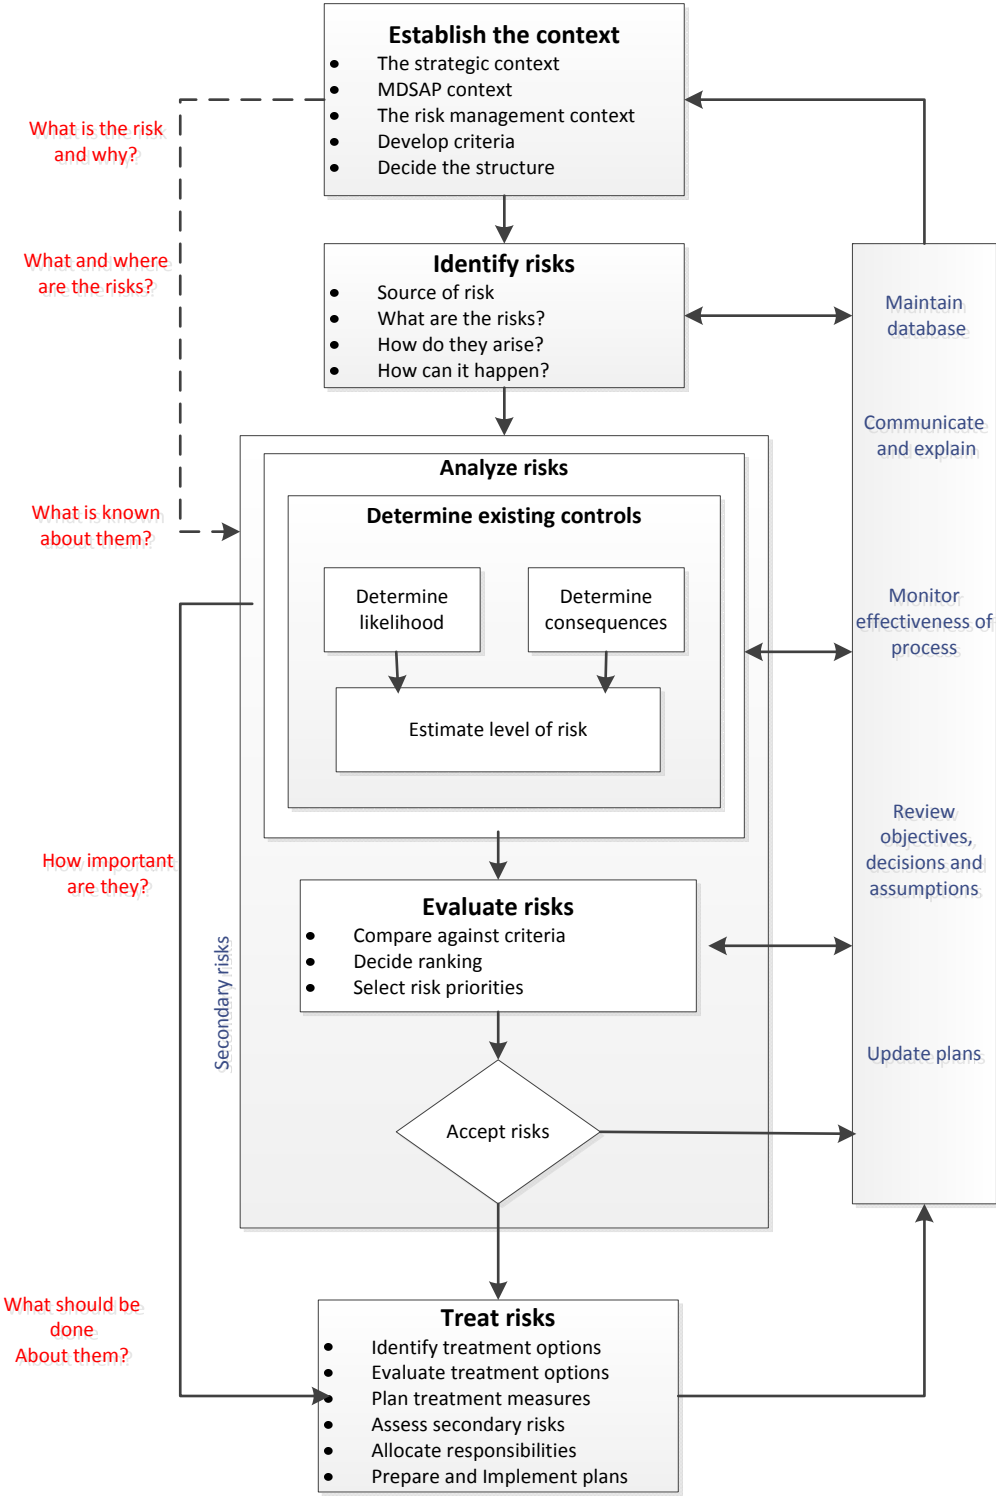 Establish the context
• The strategic context
• MDSAP context
• The risk management context
• Develop criteria
• Decide the structure
What is the risk
and why?
What and where
are the risks?
Identify risks
• Source of risk
• What are the risks?
• How do they arise?
• How can it happen?
Maintain
database
Communicate
and explain
Analyze risks
Determine existing controls
What is known
about them?
Determine
likelihood
Determine
consequences
Monitor
effectiveness of
process
Estimate level of risk
How important
are they?
Review
objectives,
decisions and
assumptions
Evaluate risks
• Compare against criteria
• Decide ranking
• Select risk priorities
Secondary risks
Update plans
Accept risks
What should be
done
About them?
Treat risks
• Identify treatment options
• Evaluate treatment options
• Plan treatment measures
• Assess secondary risks
• Allocate responsibilities
• Prepare and Implement plans